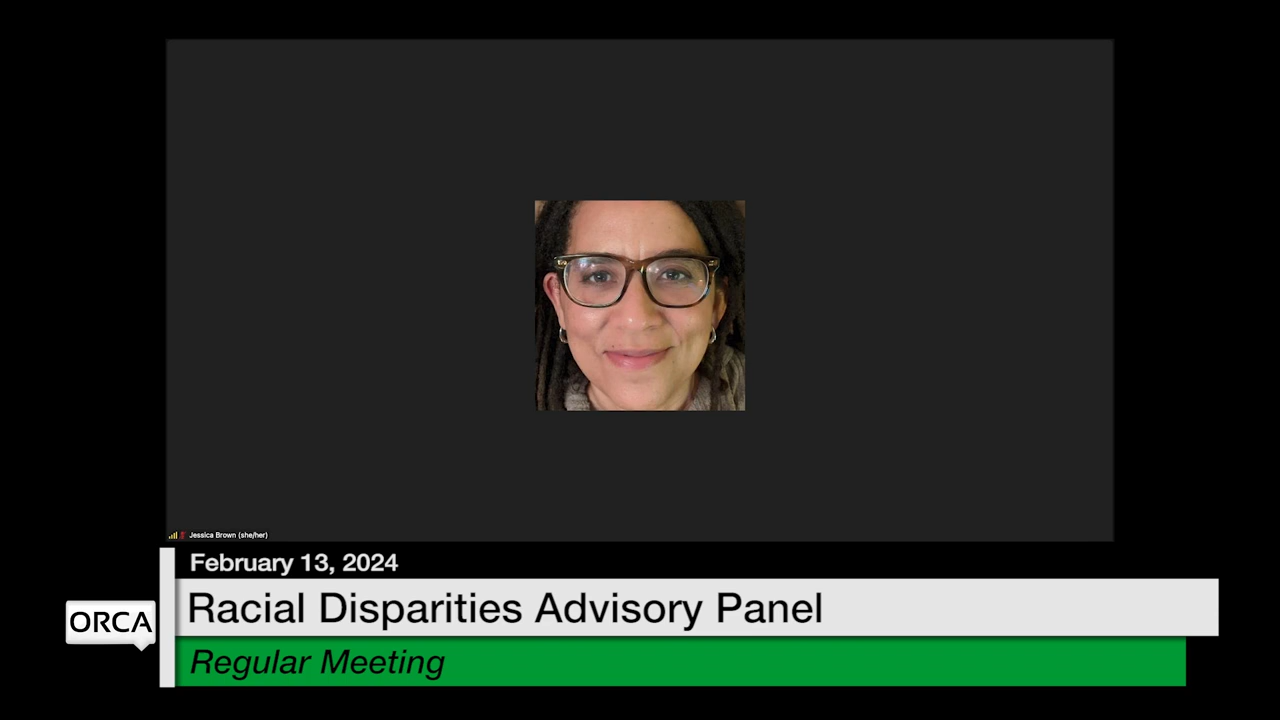 Jessica Brown (she/her)
February 13, 2024
Racial Disparities Advisory Panel
ORCA
Regular Meeting